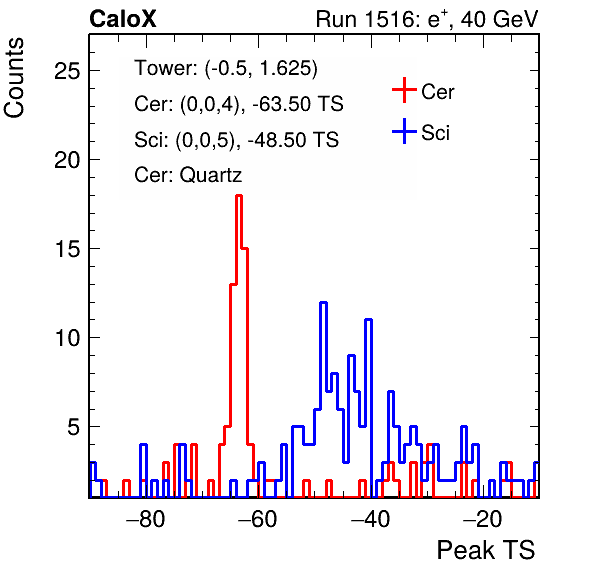 CaloX Run 1516: e⁺, 40 GeV
Counts
Tower: (-0.5, 1.625)
Cer: (0,0,4), -63.50 TS
Sci: (0,0,5), -48.50 TS
Cer: Quartz
Cer
Sci
25
20
15
10
5
−80 −60 −40 −20
Peak TS